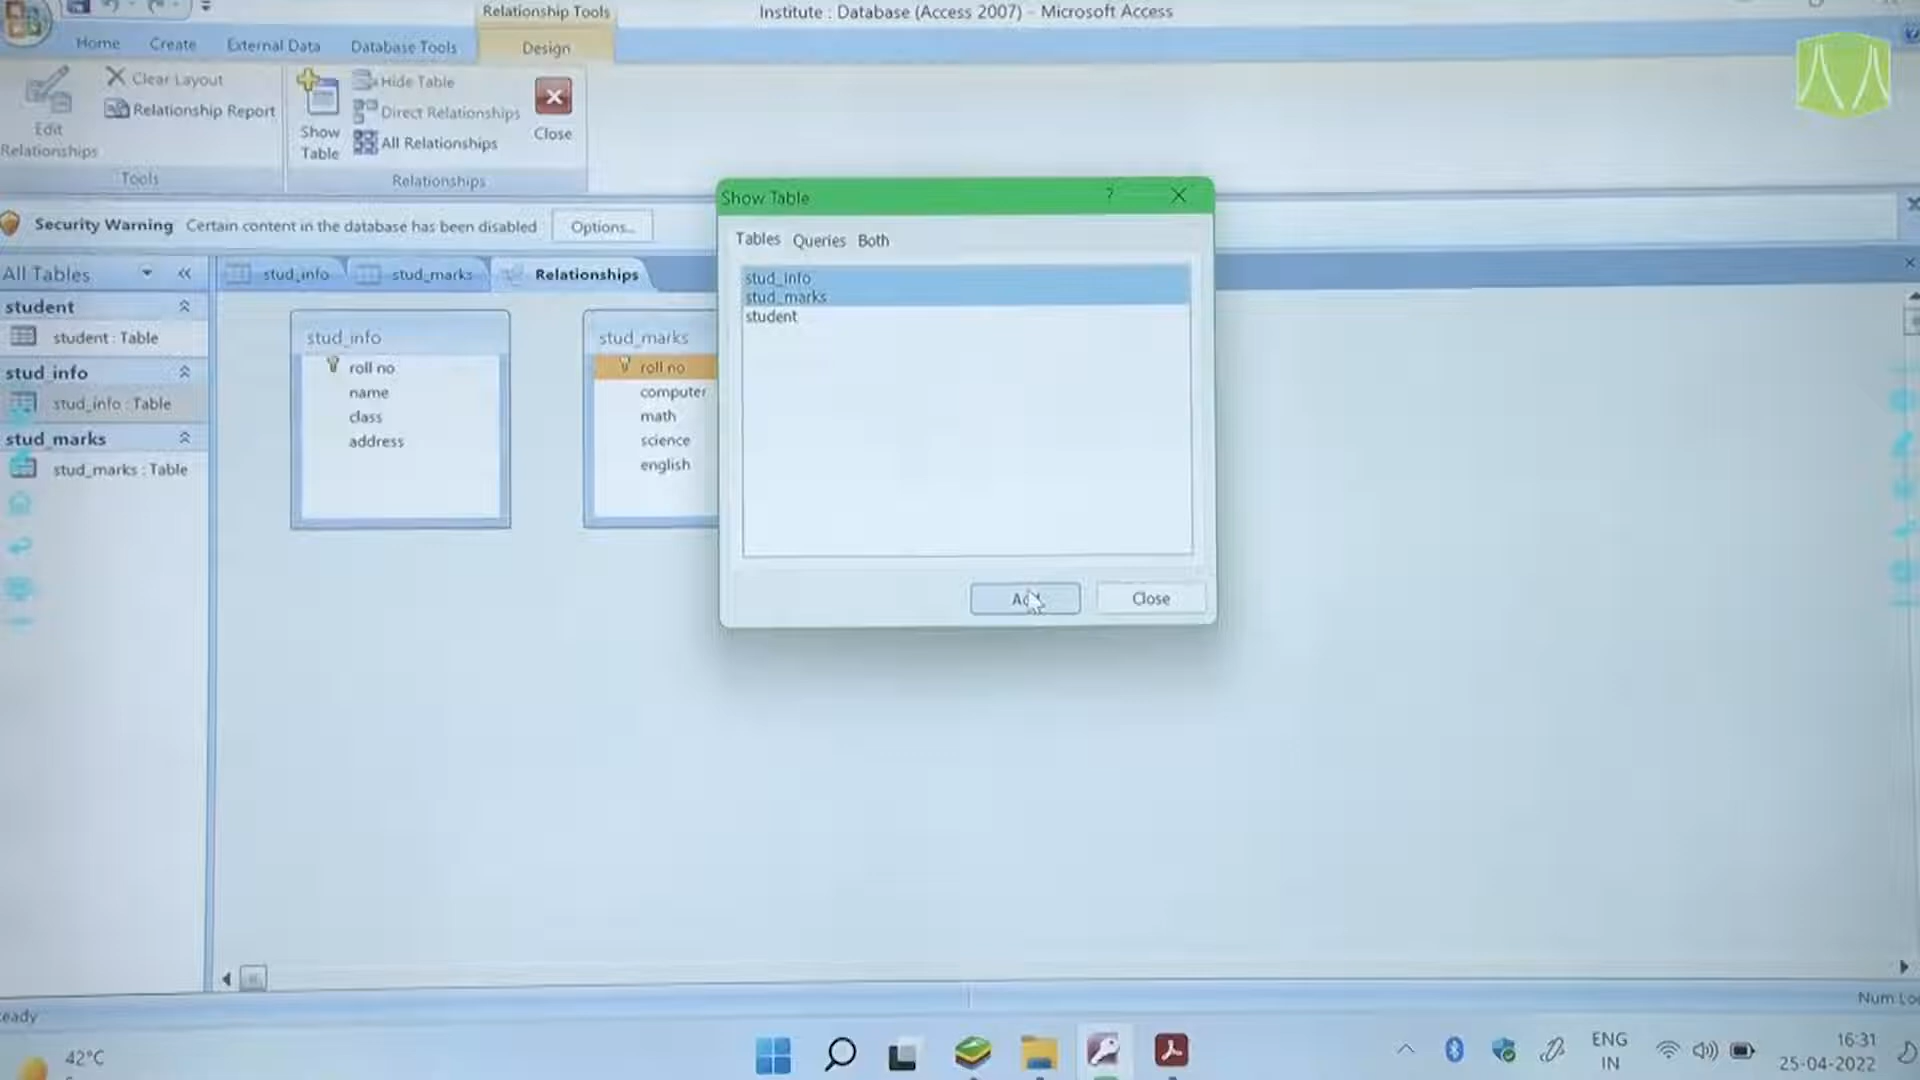 Relationship Tools
Institute : Database (Access 2007) - Microsoft Access
Home Create External Data Database Tools Design
Clear Layout
Relationship Report
Edit
Relationships
Tools
Show
Table
Hide Table
Direct Relationships
All Relationships
Close
Relationships
Security Warning Certain content in the database has been disabled Options...
All Tables
student
student : Table
stud_info
stud_info : Table
stud_marks
stud_marks : Table
stud_info stud_marks Relationships
stud_info
roll no
name
class
address
stud_marks
roll no
computer
math
science
english
Show Table
Tables Queries Both
stud_info
stud_marks
student
Close
Num Loc
42°C
ENG
IN
16:31
25-04-2022